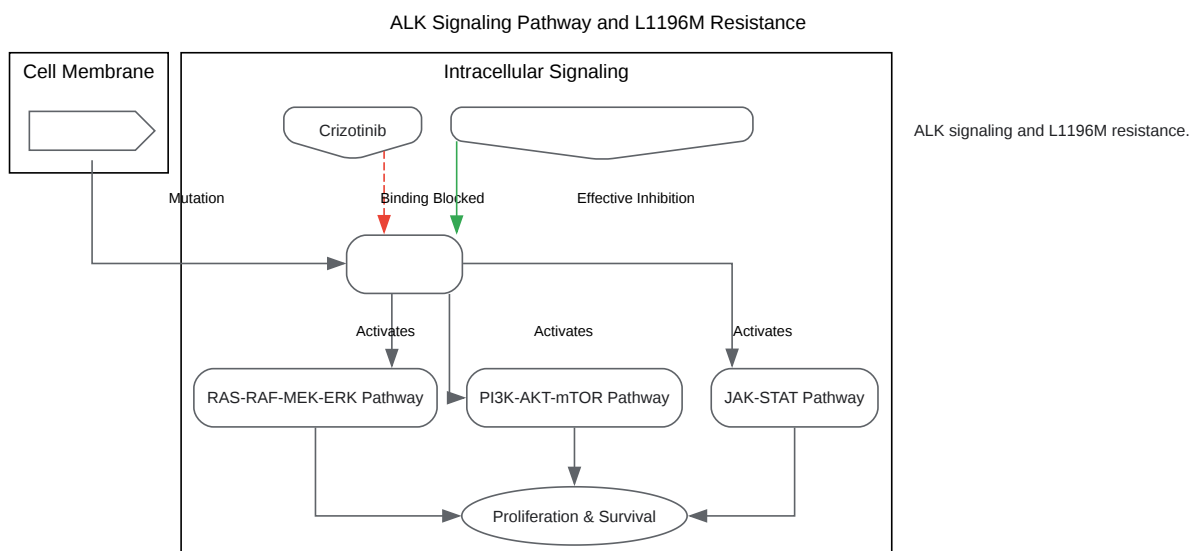 ALK Signaling Pathway and L1196M Resistance
Cell Membrane
Intracellular Signaling
Crizotinib
ALK signaling and L1196M resistance.
Mutation
Binding Blocked
Effective Inhibition
Activates
Activates
Activates
RAS-RAF-MEK-ERK Pathway
PI3K-AKT-mTOR Pathway
JAK-STAT Pathway
Proliferation & Survival